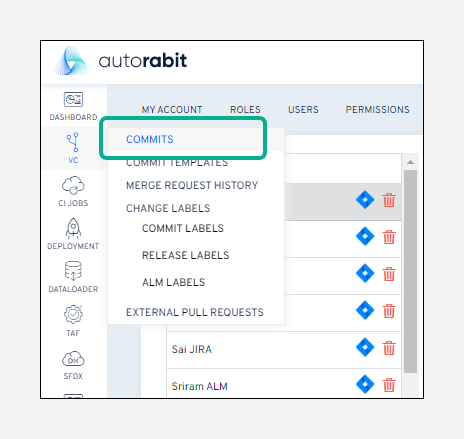 autorabit
DASHBOARD
VC
CI JOBS
DEPLOYMENT
DATALOADER
TAF
SFDX
MY ACCOUNT ROLES USERS PERMISSIONS
COMMITS
COMMIT TEMPLATES
MERGE REQUEST HISTORY
CHANGE LABELS
COMMIT LABELS
RELEASE LABELS
ALM LABELS
EXTERNAL PULL REQUESTS
Sai JIRA
Sriram ALM